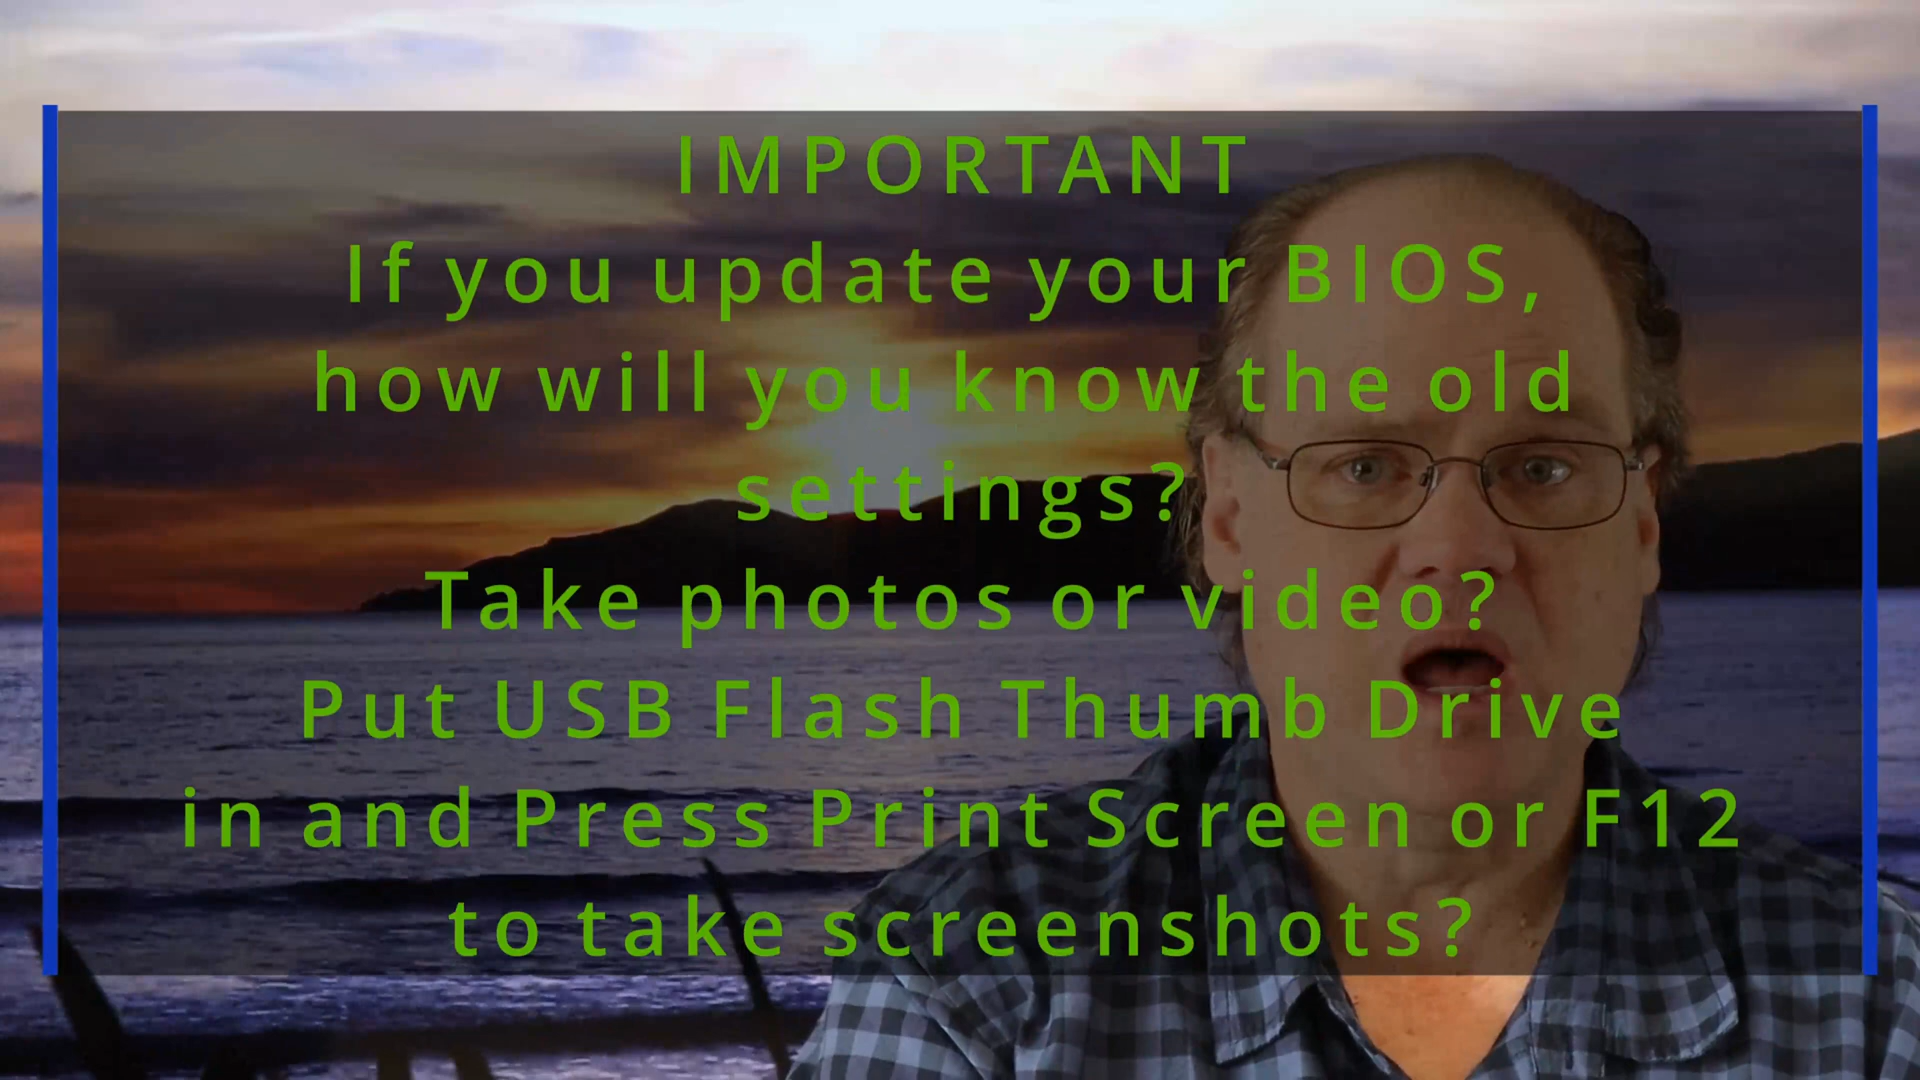 IMPORTANT
If you update your BIOS,
how will you know the old
settings?
Take photos or video?
Put USB Flash Thumb Drive
in and Press Print Screen or F12
to take screenshots?